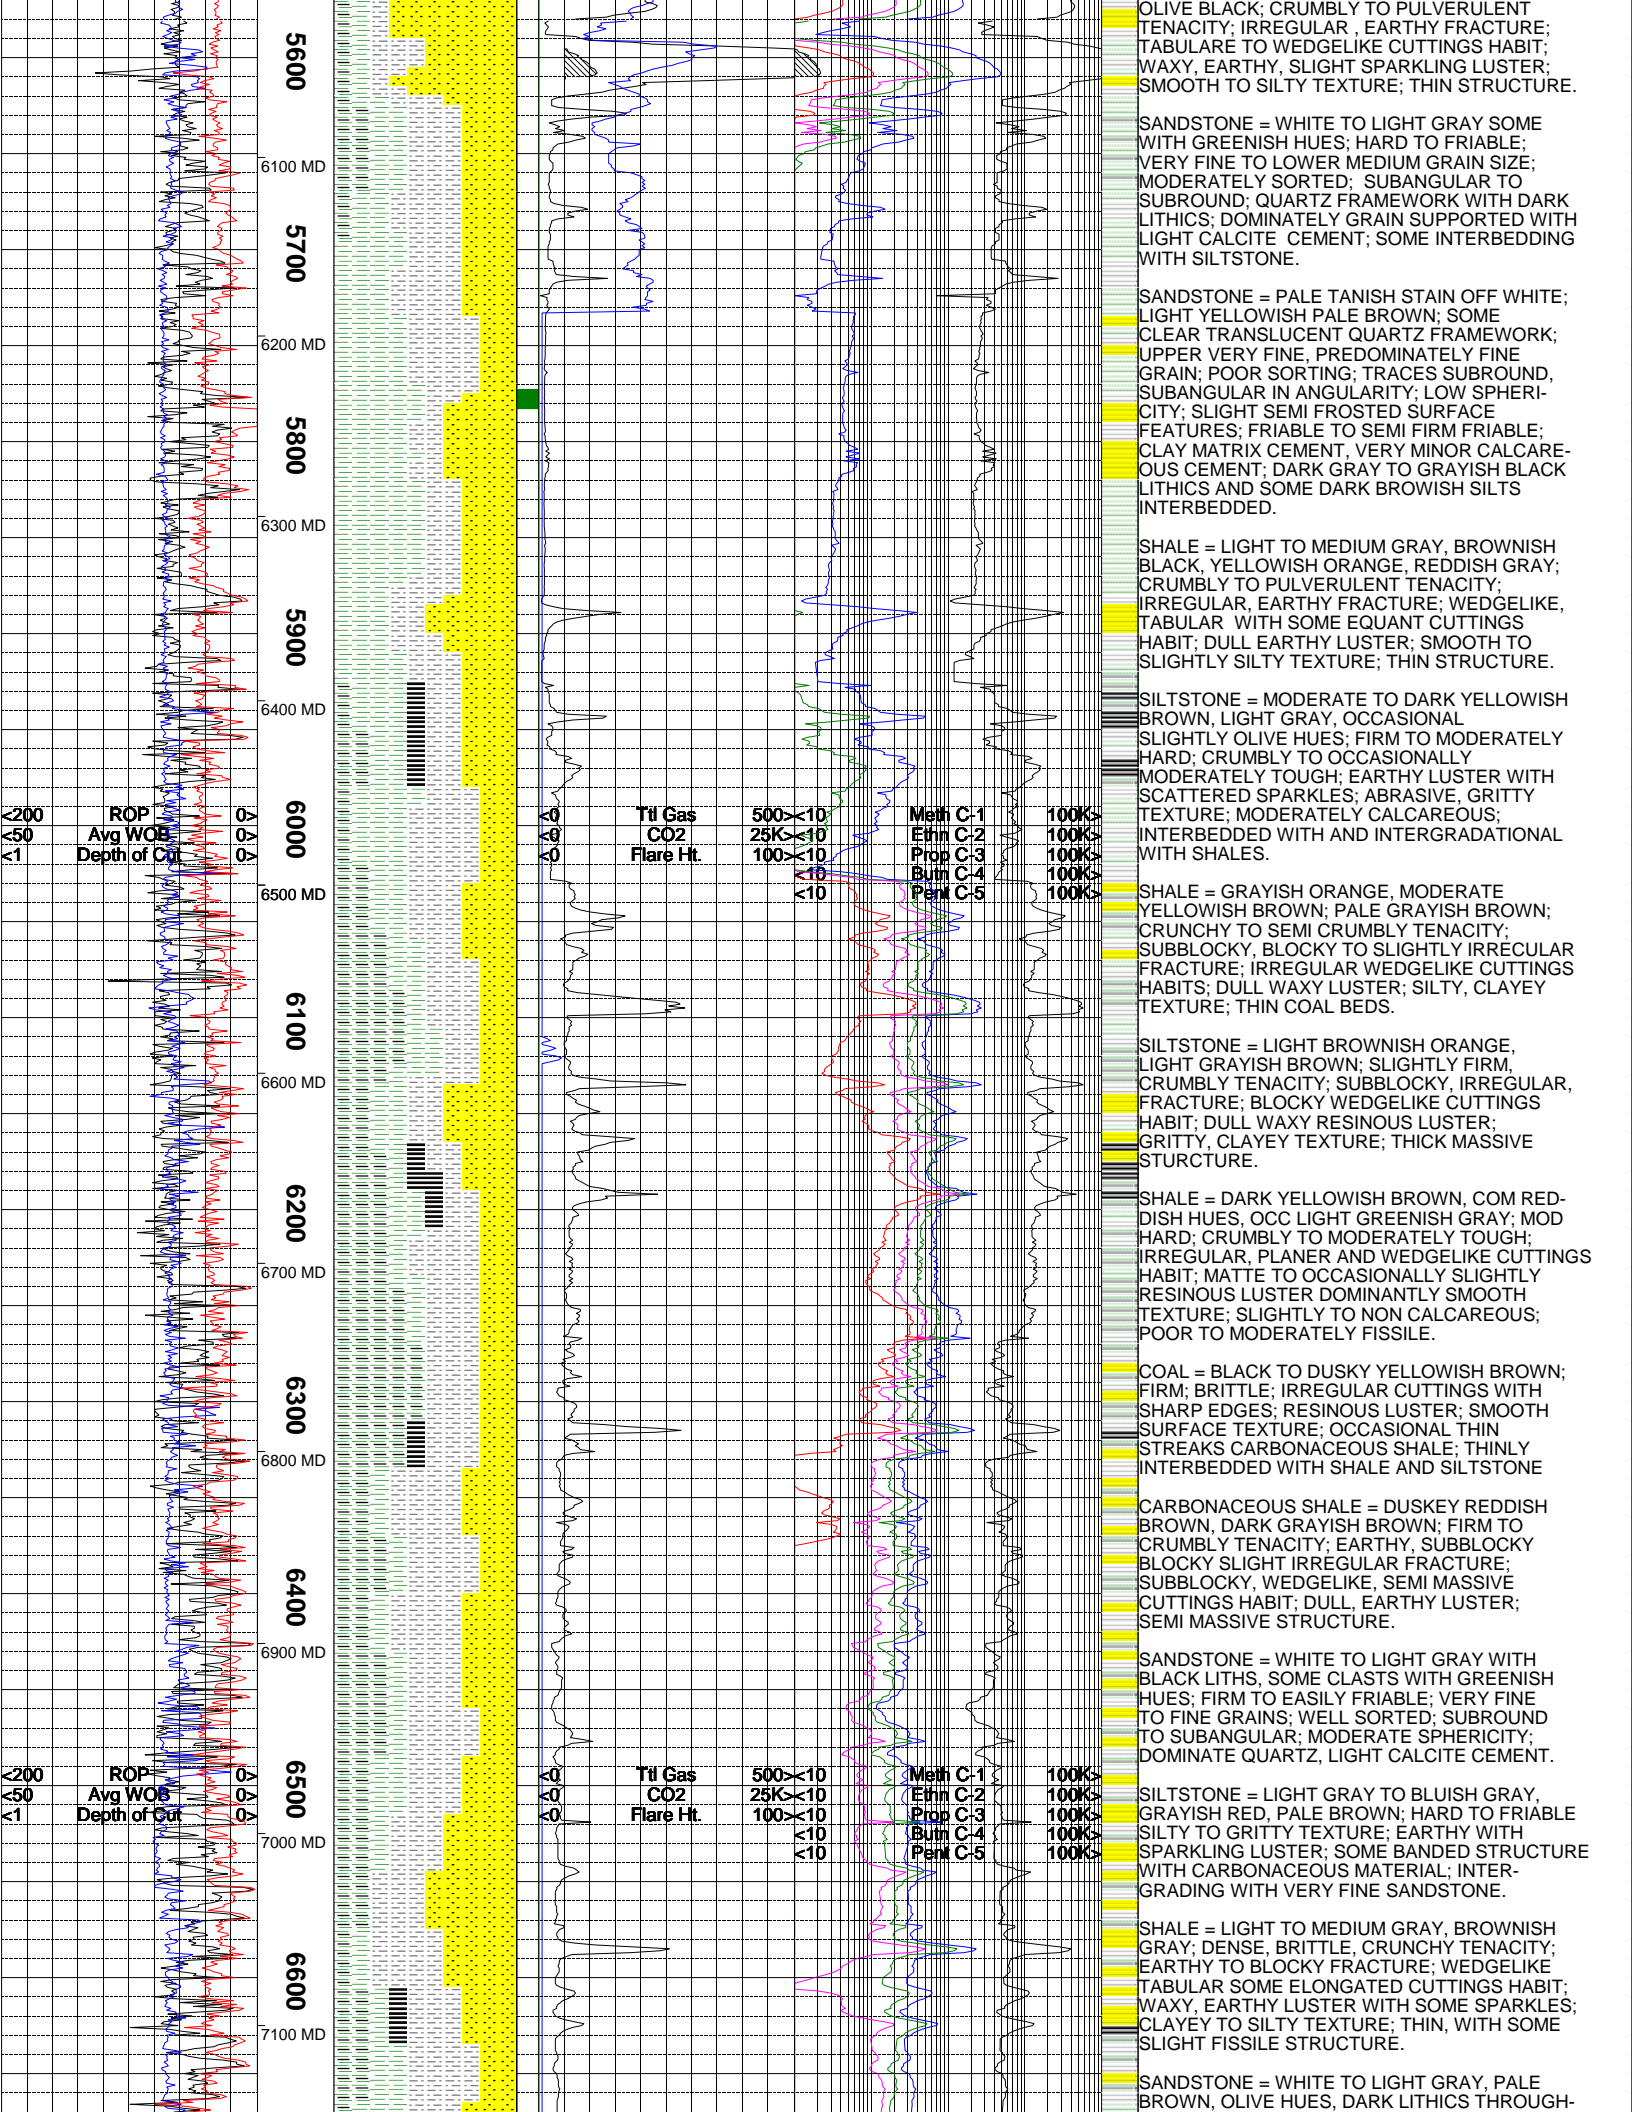 OLIVE BLACK; CRUMBLY TO PULVERULENT
TENACITY; IRREGULAR , EARTHY FRACTURE;
TABULARE TO WEDGELIKE CUTTINGS HABIT;
WAXY, EARTHY, SLIGHT SPARKLING LUSTER;
SMOOTH TO SILTY TEXTURE; THIN STRUCTURE.
SANDSTONE = WHITE TO LIGHT GRAY SOME
WITH GREENISH HUES; HARD TO FRIABLE;
VERY FINE TO LOWER MEDIUM GRAIN SIZE;
MODERATELY SORTED; SUBANGULAR TO
SUBROUND; QUARTZ FRAMEWORK WITH DARK
LITHICS; DOMINATELY GRAIN SUPPORTED WITH
LIGHT CALCITE CEMENT; SOME INTERBEDDING
WITH SILTSTONE.
SANDSTONE = PALE TANISH STAIN OFF WHITE;
LIGHT YELLOWISH PALE BROWN; SOME
CLEAR TRANSLUCENT QUARTZ FRAMEWORK;
UPPER VERY FINE, PREDOMINATELY FINE
GRAIN; POOR SORTING; TRACES SUBROUND,
SUBANGULAR IN ANGULARITY; LOW SPHERI-
CITY; SLIGHT SEMI FROSTED SURFACE
FEATURES; FRIABLE TO SEMI FIRM FRIABLE;
CLAY MATRIX CEMENT, VERY MINOR CALCARE-
OUS CEMENT; DARK GRAY TO GRAYISH BLACK
LITHICS AND SOME DARK BROWISH SILTS
INTERBEDDED.
SHALE = LIGHT TO MEDIUM GRAY, BROWNISH
BLACK, YELLOWISH ORANGE, REDDISH GRAY;
CRUMBLY TO PULVERULENT TENACITY;
IRREGULAR, EARTHY FRACTURE; WEDGELIKE,
TABULAR WITH SOME EQUANT CUTTINGS
HABIT; DULL EARTHY LUSTER; SMOOTH TO
SLIGHTLY SILTY TEXTURE; THIN STRUCTURE.
SILTSTONE = MODERATE TO DARK YELLOWISH
BROWN, LIGHT GRAY, OCCASIONAL
SLIGHTLY OLIVE HUES; FIRM TO MODERATELY
HARD; CRUMBLY TO OCCASIONALLY
MODERATELY TOUGH; EARTHY LUSTER WITH
SCATTERED SPARKLES; ABRASIVE, GRITTY
TEXTURE; MODERATELY CALCAREOUS;
INTERBEDDED WITH AND INTERGRADATIONAL
WITH SHALES.
SHALE = GRAYISH ORANGE, MODERATE
YELLOWISH BROWN; PALE GRAYISH BROWN;
CRUNCHY TO SEMI CRUMBLY TENACITY;
SUBBLOCKY, BLOCKY TO SLIGHTLY IRRECULAR
FRACTURE; IRREGULAR WEDGELIKE CUTTINGS
HABITS; DULL WAXY LUSTER; SILTY, CLAYEY
TEXTURE; THIN COAL BEDS.
SILTSTONE = LIGHT BROWNISH ORANGE,
LIGHT GRAYISH BROWN; SLIGHTLY FIRM,
CRUMBLY TENACITY; SUBBLOCKY, IRREGULAR,
FRACTURE; BLOCKY WEDGELIKE CUTTINGS
HABIT; DULL WAXY RESINOUS LUSTER;
GRITTY, CLAYEY TEXTURE; THICK MASSIVE
STURCTURE.
SHALE = DARK YELLOWISH BROWN, COM RED-
DISH HUES, OCC LIGHT GREENISH GRAY; MOD
HARD; CRUMBLY TO MODERATELY TOUGH;
IRREGULAR, PLANER AND WEDGELIKE CUTTINGS
HABIT; MATTE TO OCCASIONALLY SLIGHTLY
RESINOUS LUSTER DOMINANTLY SMOOTH
TEXTURE; SLIGHTLY TO NON CALCAREOUS;
POOR TO MODERATELY FISSILE.
COAL = BLACK TO DUSKY YELLOWISH BROWN;
FIRM; BRITTLE; IRREGULAR CUTTINGS WITH
SHARP EDGES; RESINOUS LUSTER; SMOOTH
SURFACE TEXTURE; OCCASIONAL THIN
STREAKS CARBONACEOUS SHALE; THINLY
INTERBEDDED WITH SHALE AND SILTSTONE
CARBONACEOUS SHALE = DUSKEY REDDISH
BROWN, DARK GRAYISH BROWN; FIRM TO
CRUMBLY TENACITY; EARTHY, SUBBLOCKY
BLOCKY SLIGHT IRREGULAR FRACTURE;
SUBBLOCKY, WEDGELIKE, SEMI MASSIVE
CUTTINGS HABIT; DULL, EARTHY LUSTER;
SEMI MASSIVE STRUCTURE.
SANDSTONE = WHITE TO LIGHT GRAY WITH
BLACK LITHS, SOME CLASTS WITH GREENISH
HUES; FIRM TO EASILY FRIABLE; VERY FINE
TO FINE GRAINS; WELL SORTED; SUBROUND
TO SUBANGULAR; MODERATE SPHERICITY;
DOMINATE QUARTZ, LIGHT CALCITE CEMENT.
SILTSTONE = LIGHT GRAY TO BLUISH GRAY,
GRAYISH RED, PALE BROWN; HARD TO FRIABLE
SILTY TO GRITTY TEXTURE; EARTHY WITH
SPARKLING LUSTER; SOME BANDED STRUCTURE
WITH CARBONACEOUS MATERIAL; INTER-
GRADING WITH VERY FINE SANDSTONE.
SHALE = LIGHT TO MEDIUM GRAY, BROWNISH
GRAY; DENSE, BRITTLE, CRUNCHY TENACITY;
EARTHY TO BLOCKY FRACTURE; WEDGELIKE
TABULAR SOME ELONGATED CUTTINGS HABIT;
WAXY, EARTHY LUSTER WITH SOME SPARKLES;
CLAYEY TO SILTY TEXTURE; THIN, WITH SOME
SLIGHT FISSILE STRUCTURE.
SANDSTONE = WHITE TO LIGHT GRAY, PALE
BROWN, OLIVE HUES, DARK LITHICS THROUGH-
5600
6100 MD
5700
6200 MD
5800
6300 MD
5900
6400 MD
6000
<200 ROP 0> <0 Ttl Gas 500> <10 Meth C-1 100K>
<50 Avg WOB 0> <0 CO2 25K> <10 Ethn C-2 100K>
<1 Depth of Cut 0> <0 Flare Ht. 100> <10 Prop C-3 100K>
<10 Butn C-4 100K>
<10 Pent C-5 100K>
6500 MD
6100
6600 MD
6200
6700 MD
6300
6800 MD
6400
6900 MD
6500
<200 ROP 0> <0 Ttl Gas 500> <10 Meth C-1 100K>
<50 Avg WOB 0> <0 CO2 25K> <10 Ethn C-2 100K>
<1 Depth of Cut 0> <0 Flare Ht. 100> <10 Prop C-3 100K>
<10 Butn C-4 100K>
<10 Pent C-5 100K>
7000 MD
6600
7100 MD